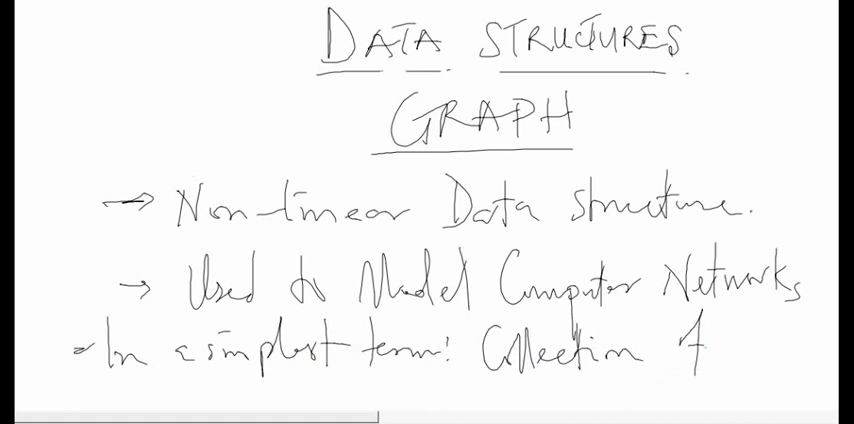 DATA STRUCTURES
GRAPH
→ Non-linear Data structure.
→ Used to Model Computer Networks
→ In a simplest term: Collection of